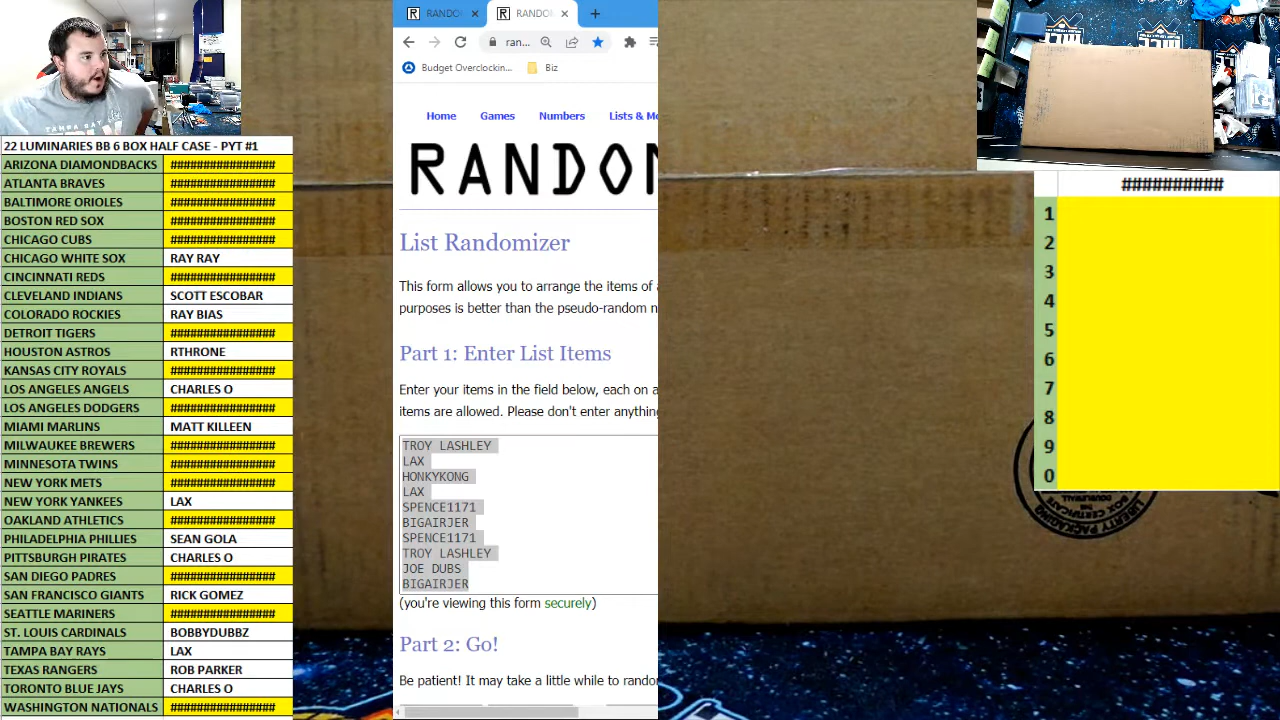 22 LUMINARIES BB 6 BOX HALF CASE - PYT #1
ARIZONA DIAMONDBACKS ################
ATLANTA BRAVES ################
BALTIMORE ORIOLES ################
BOSTON RED SOX ################
CHICAGO CUBS ################
CHICAGO WHITE SOX RAY RAY
CINCINNATI REDS ################
CLEVELAND INDIANS SCOTT ESCOBAR
COLORADO ROCKIES RAY BIAS
DETROIT TIGERS ################
HOUSTON ASTROS RTHRONE
KANSAS CITY ROYALS ################
LOS ANGELES ANGELS CHARLES O
LOS ANGELES DODGERS ################
MIAMI MARLINS MATT KILLEEN
MILWAUKEE BREWERS ################
MINNESOTA TWINS ################
NEW YORK METS ################
NEW YORK YANKEES LAX
OAKLAND ATHLETICS ################
PHILADELPHIA PHILLIES SEAN GOLA
PITTSBURGH PIRATES CHARLES O
SAN DIEGO PADRES ################
SAN FRANCISCO GIANTS RICK GOMEZ
SEATTLE MARINERS ################
ST. LOUIS CARDINALS BOBBYDUBBZ
TAMPA BAY RAYS LAX
TEXAS RANGERS ROB PARKER
TORONTO BLUE JAYS CHARLES O
WASHINGTON NATIONALS ################
TAMPA BAY
RANDO
RANDOM
ran...
Budget Overclockin...
Biz
Home Games Numbers Lists & Mo
RANDOM
List Randomizer
This form allows you to arrange the items of a
purposes is better than the pseudo-random n
Part 1: Enter List Items
Enter your items in the field below, each on a
items are allowed. Please don't enter anything
TROY LASHLEY
LAX
HONKYKONG
LAX
SPENCE1171
BIGAIRJER
SPENCE1171
TROY LASHLEY
JOE DUBS
BIGAIRJER
(you're viewing this form securely)
Part 2: Go!
Be patient! It may take a little while to random
##########
1
2
3
4
5
6
7
8
9
0
BOX CERTIFICATE
LIBERTY PACKAGING